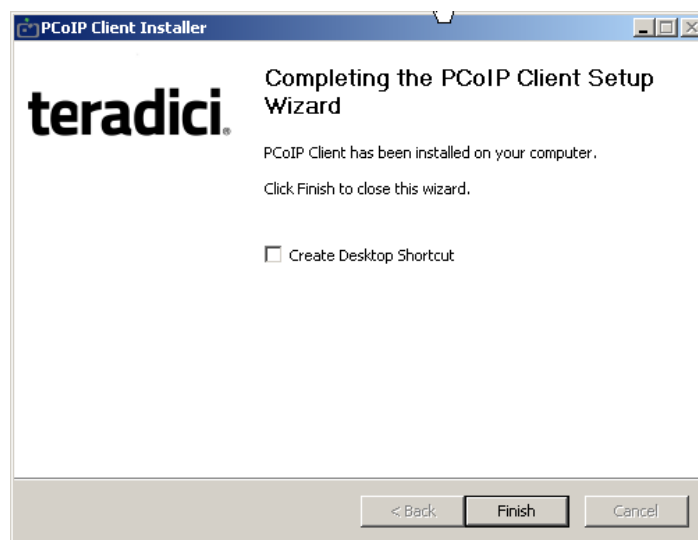 PCoIP Client Installer
teradici®
Completing the PCoIP Client Setup
Wizard
PCoIP Client has been installed on your computer.
Click Finish to close this wizard.
Create Desktop Shortcut
< Back
Finish
Cancel